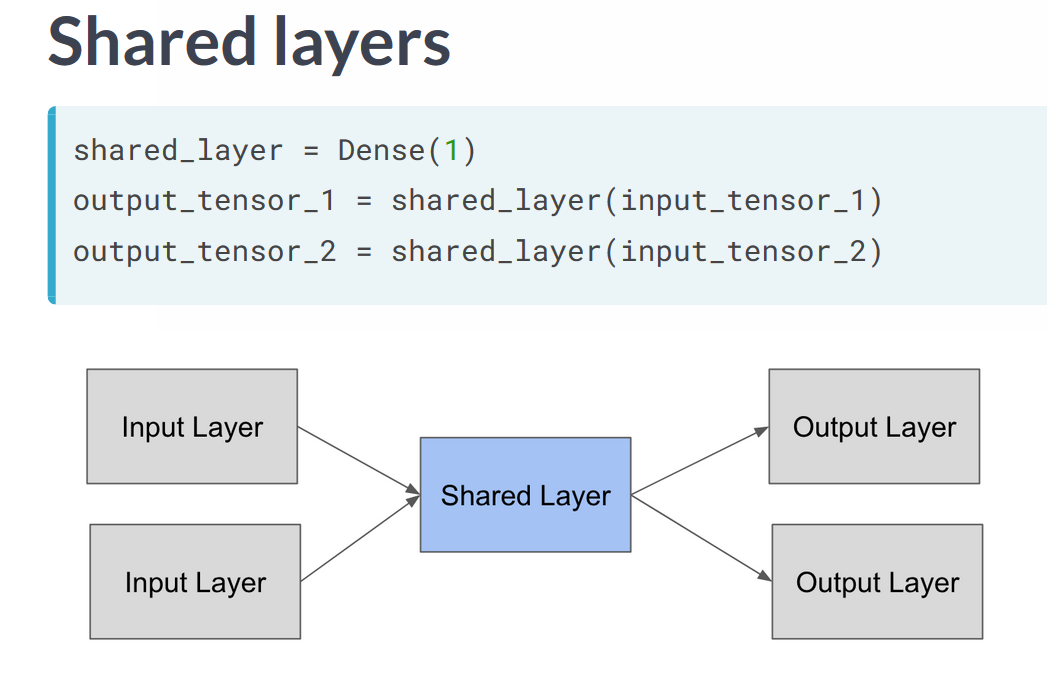 Shared layers
shared_layer = Dense(1)
output_tensor_1 = shared_layer(input_tensor_1)
output_tensor_2 = shared_layer(input_tensor_2)
Input Layer
Output Layer
Shared Layer
Input Layer
Output Layer